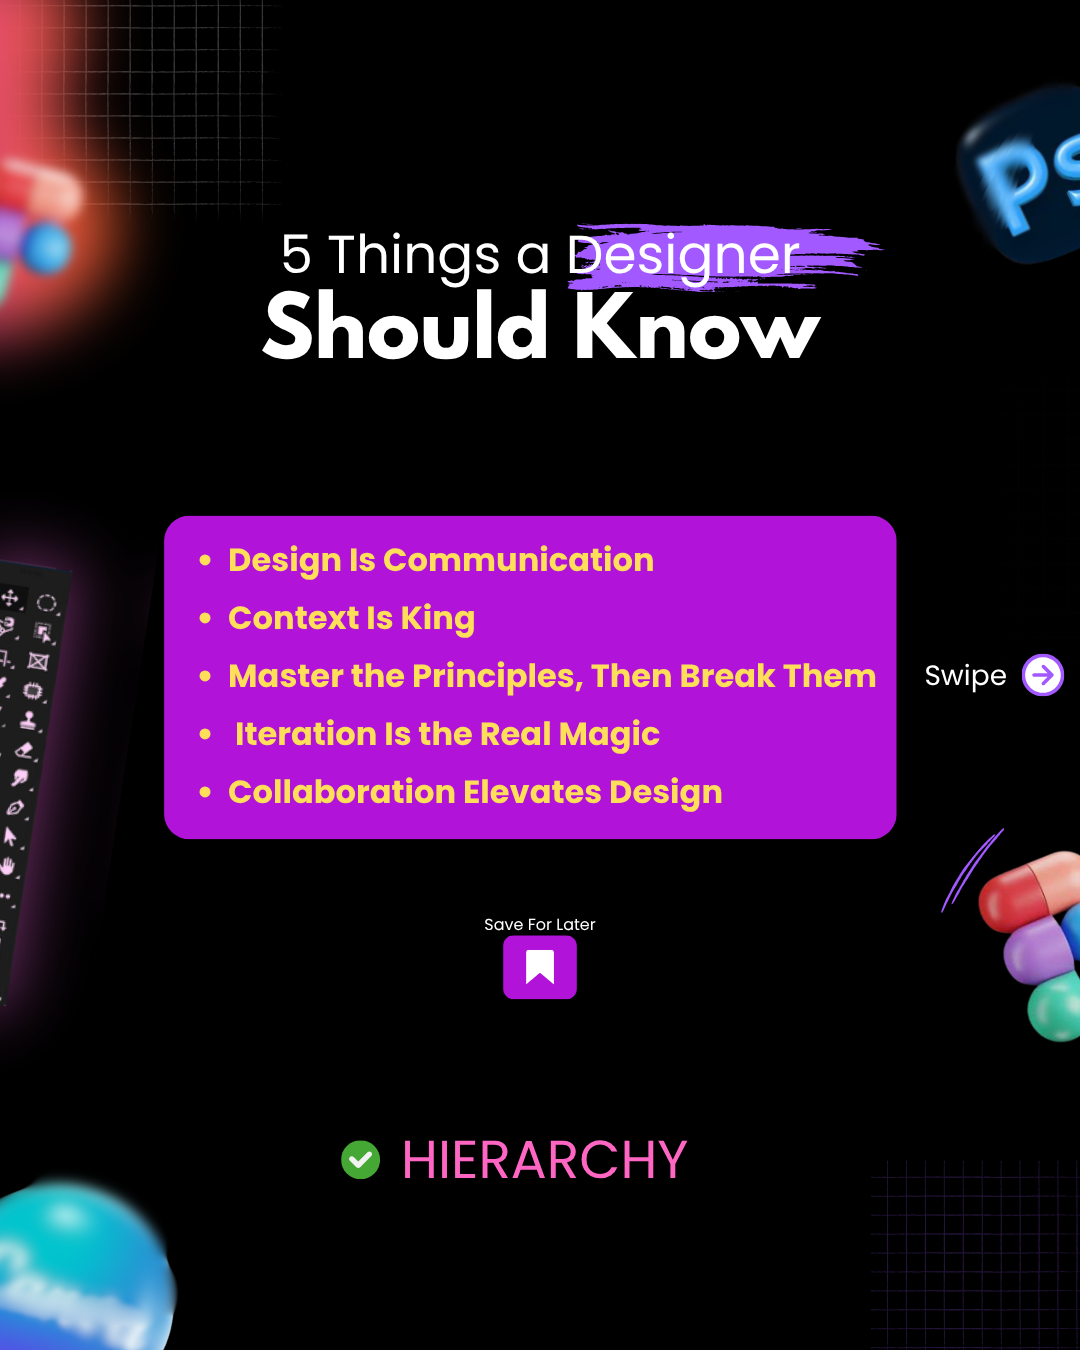 5 Things a Designer
Should Know
• Design Is Communication
• Context Is King
• Master the Principles, Then Break Them
• Iteration Is the Real Magic
• Collaboration Elevates Design
Swipe
Save For Later
HIERARCHY
Ps
Canva